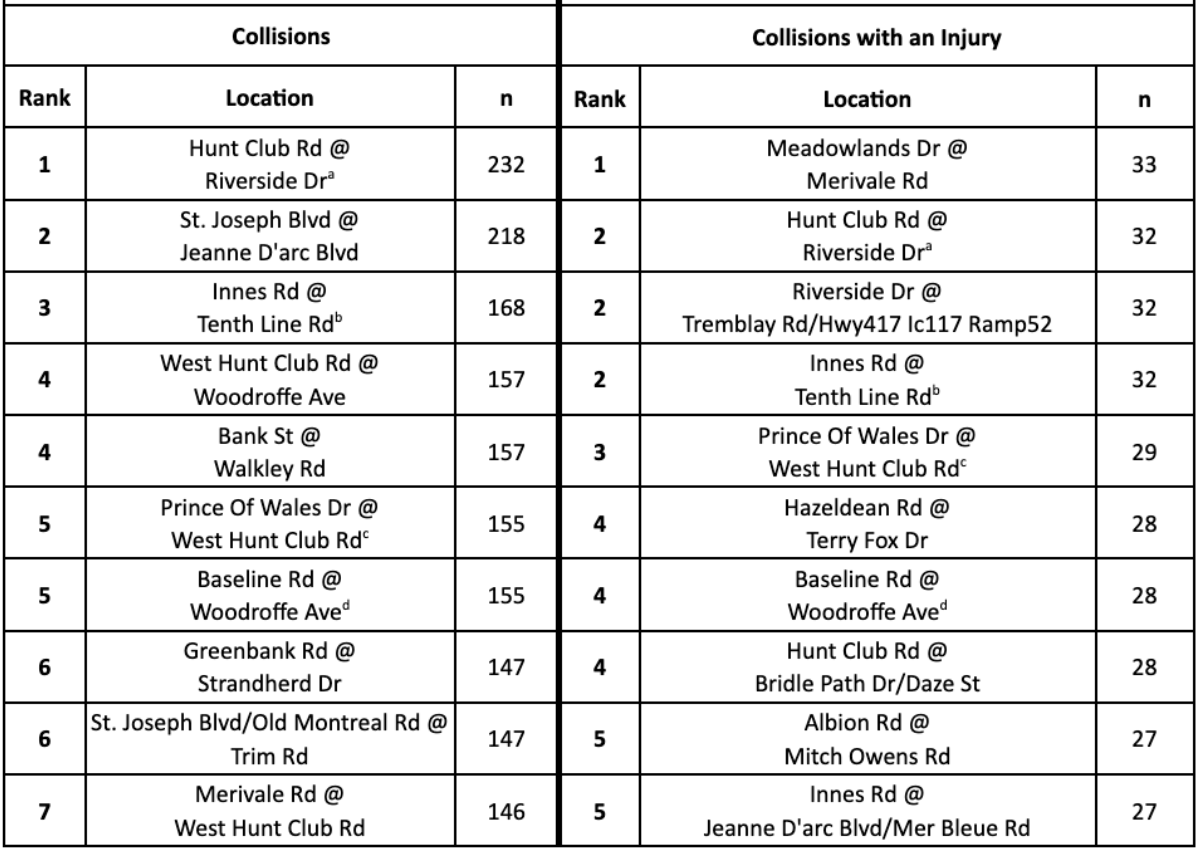 Collisions
Collisions with an Injury
Rank Location n Rank Location n
1 Hunt Club Rd @ 232 1 Meadowlands Dr @ 33
Riverside Drᵃ Merivale Rd
2 St. Joseph Blvd @ 218 2 Hunt Club Rd @ 32
Jeanne D'arc Blvd Riverside Drᵃ
3 Innes Rd @ 168 2 Riverside Dr @ 32
Tenth Line Rdᵇ Tremblay Rd/Hwy417 Ic117 Ramp52
4 West Hunt Club Rd @ 157 2 Innes Rd @ 32
Woodroffe Ave Tenth Line Rdᵇ
4 Bank St @ 157 3 Prince Of Wales Dr @ 29
Walkley Rd West Hunt Club Rdᶜ
5 Prince Of Wales Dr @ 155 4 Hazeldean Rd @ 28
West Hunt Club Rdᶜ Terry Fox Dr
5 Baseline Rd @ 155 4 Baseline Rd @ 28
Woodroffe Aveᵈ Woodroffe Aveᵈ
6 Greenbank Rd @ 147 4 Hunt Club Rd @ 28
Strandherd Dr Bridle Path Dr/Daze St
6 St. Joseph Blvd/Old Montreal Rd @ 147 5 Albion Rd @ 27
Trim Rd Mitch Owens Rd
7 Merivale Rd @ 146 5 Innes Rd @ 27
West Hunt Club Rd Jeanne D'arc Blvd/Mer Bleue Rd